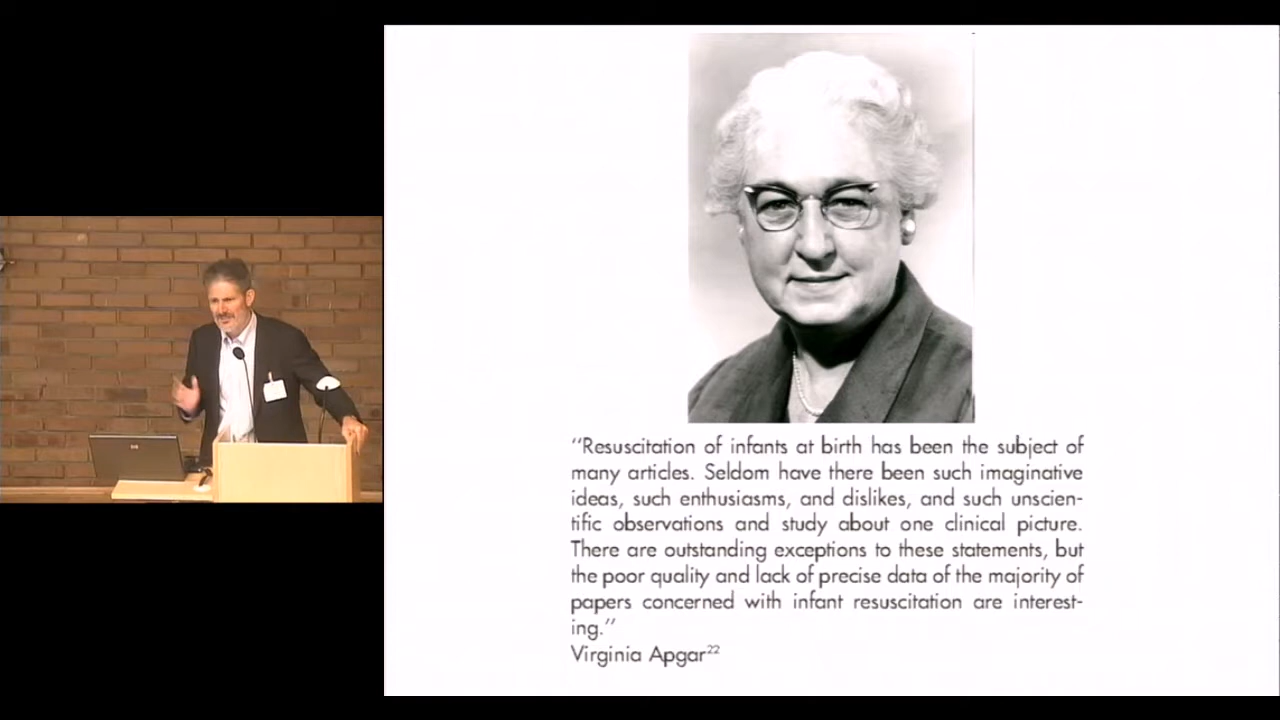 ‘‘Resuscitation of infants at birth has been the subject of
many articles. Seldom have there been such imaginative
ideas, such enthusiasms, and dislikes, and such unscien-
tific observations and study about one clinical picture.
There are outstanding exceptions to these statements, but
the poor quality and lack of precise data of the majority of
papers concerned with infant resuscitation are interest-
ing.’’
Virginia Apgar²²